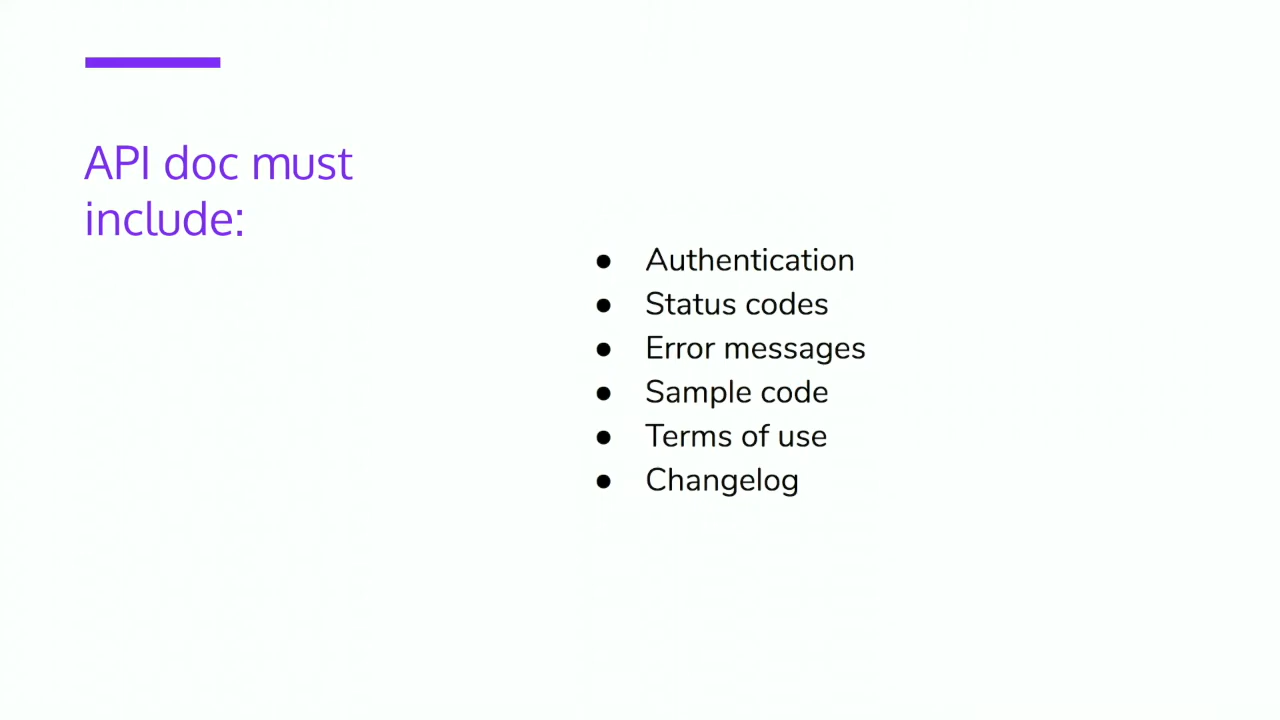 API doc must
include:
● Authentication
● Status codes
● Error messages
● Sample code
● Terms of use
● Changelog